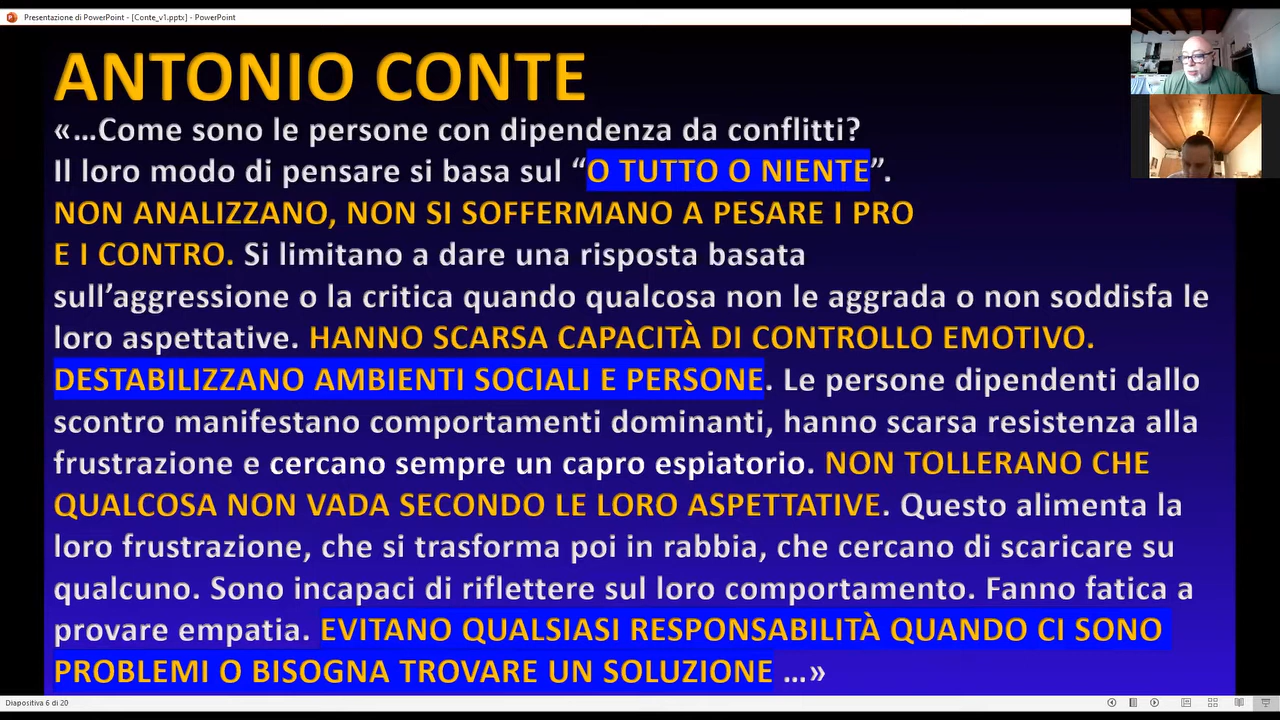 Presentazione di PowerPoint - [Conte_v1.pptx] - PowerPoint
ANTONIO CONTE
«…Come sono le persone con dipendenza da conflitti?
Il loro modo di pensare si basa sul “O TUTTO O NIENTE”.
NON ANALIZZANO, NON SI SOFFERMANO A PESARE I PRO
E I CONTRO. Si limitano a dare una risposta basata
sull’aggressione o la critica quando qualcosa non le aggrada o non soddisfa le
loro aspettative. HANNO SCARSA CAPACITÀ DI CONTROLLO EMOTIVO.
DESTABILIZZANO AMBIENTI SOCIALI E PERSONE. Le persone dipendenti dallo
scontro manifestano comportamenti dominanti, hanno scarsa resistenza alla
frustrazione e cercano sempre un capro espiatorio. NON TOLLERANO CHE
QUALCOSA NON VADA SECONDO LE LORO ASPETTATIVE. Questo alimenta la
loro frustrazione, che si trasforma poi in rabbia, che cercano di scaricare su
qualcuno. Sono incapaci di riflettere sul loro comportamento. Fanno fatica a
provare empatia. EVITANO QUALSIASI RESPONSABILITÀ QUANDO CI SONO
PROBLEMI O BISOGNA TROVARE UN SOLUZIONE …»
Diapositiva 6 di 20